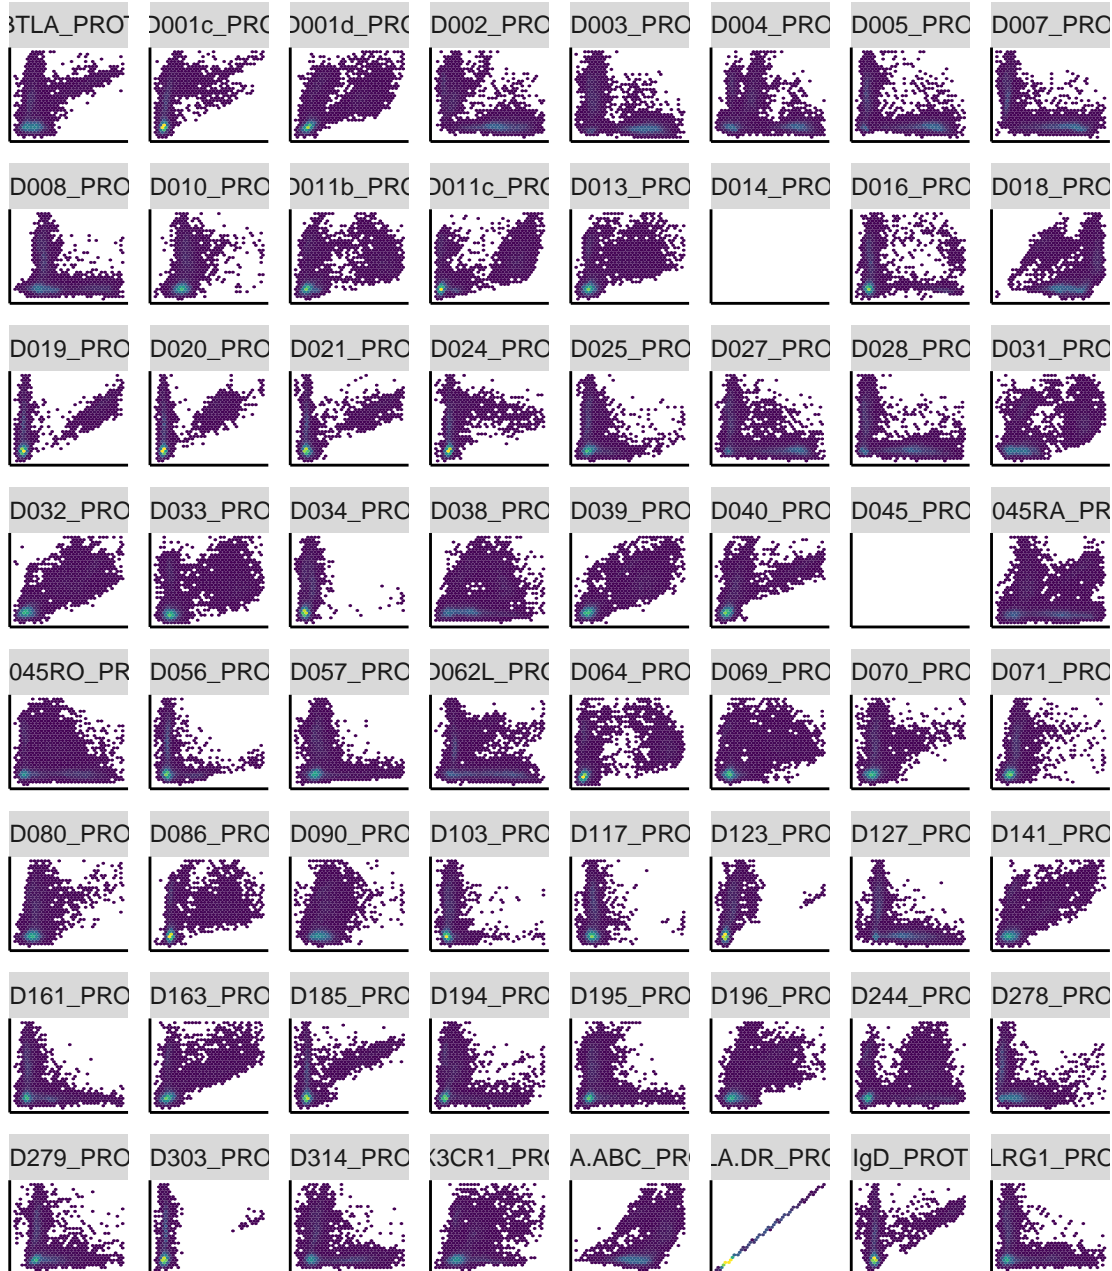 BTLA_PROT D001c_PRO D001d_PRO D002_PRO D003_PRO D004_PRO D005_PRO D007_PRO
D008_PRO D010_PRO D011b_PRO D011c_PRO D013_PRO D014_PRO D016_PRO D018_PRO
D019_PRO D020_PRO D021_PRO D024_PRO D025_PRO D027_PRO D028_PRO D031_PRO
D032_PRO D033_PRO D034_PRO D038_PRO D039_PRO D040_PRO D045_PRO 045RA_PR
045RO_PR D056_PRO D057_PRO D062L_PRO D064_PRO D069_PRO D070_PRO D071_PRO
D080_PRO D086_PRO D090_PRO D103_PRO D117_PRO D123_PRO D127_PRO D141_PRO
D161_PRO D163_PRO D185_PRO D194_PRO D195_PRO D196_PRO D244_PRO D278_PRO
D279_PRO D303_PRO D314_PRO X3CR1_PRO A.ABC_PRO LA.DR_PRO IgD_PROT LRG1_PRO